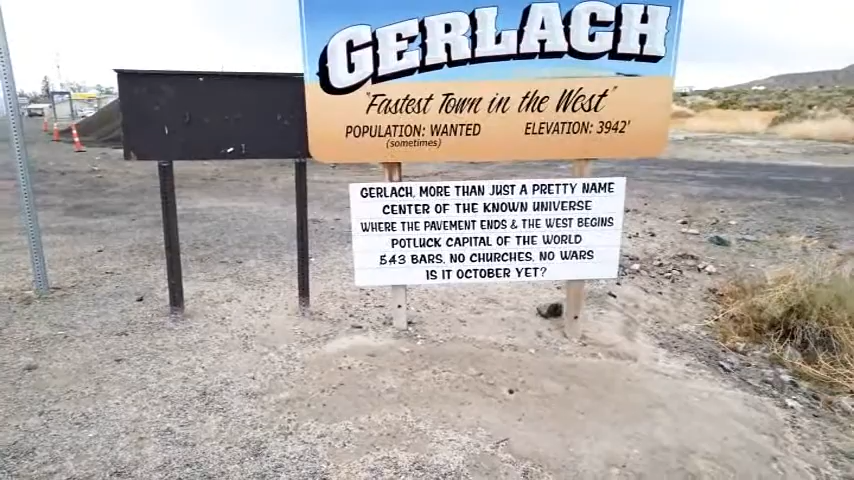 GERLACH
"Fastest Town in the West"
POPULATION: WANTED
(SOMETIMES)
ELEVATION: 3942'
GERLACH, MORE THAN JUST A PRETTY NAME
CENTER OF THE KNOWN UNIVERSE
WHERE THE PAVEMENT ENDS & THE WEST BEGINS
POTLUCK CAPITAL OF THE WORLD
543 BARS, NO CHURCHES, NO WARS
IS IT OCTOBER YET?